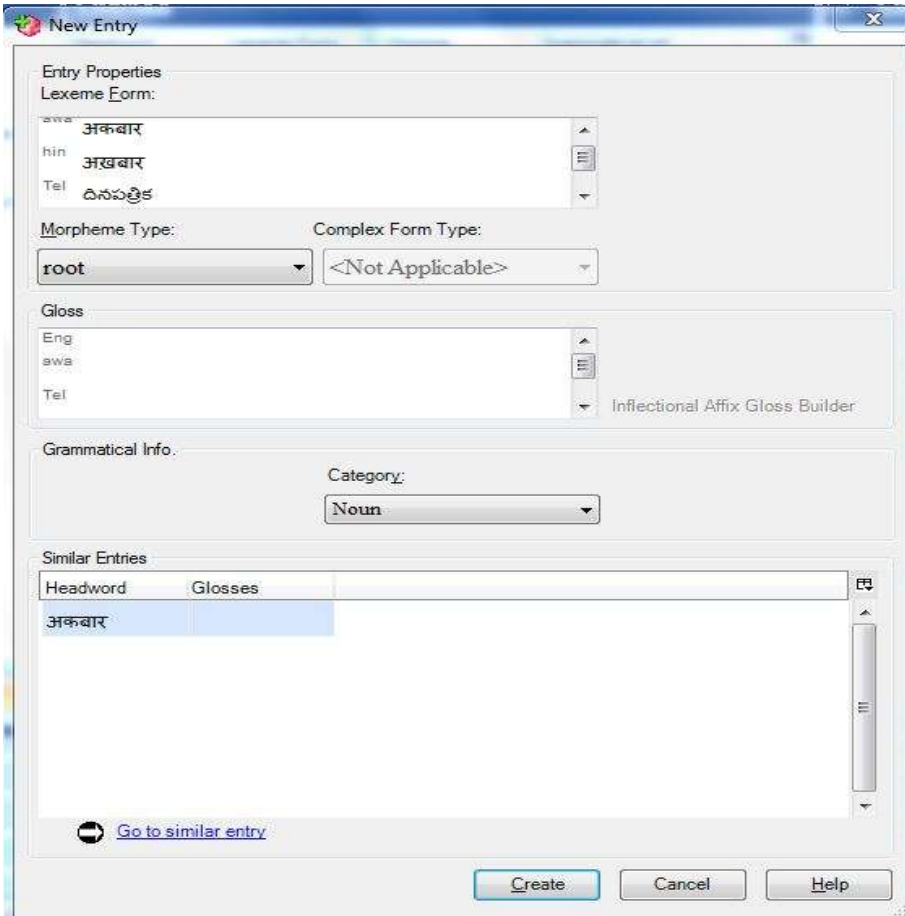 New Entry
Entry Properties
Lexeme Form:
awa अकबार
hin अख़बार
Tel దినపత్రిక
Morpheme Type: Complex Form Type:
root <Not Applicable>
Gloss
Eng
awa
Tel
Inflectional Affix Gloss Builder
Grammatical Info.
Category:
Noun
Similar Entries
Headword Glosses
अकबार
Go to similar entry
Create Cancel Help